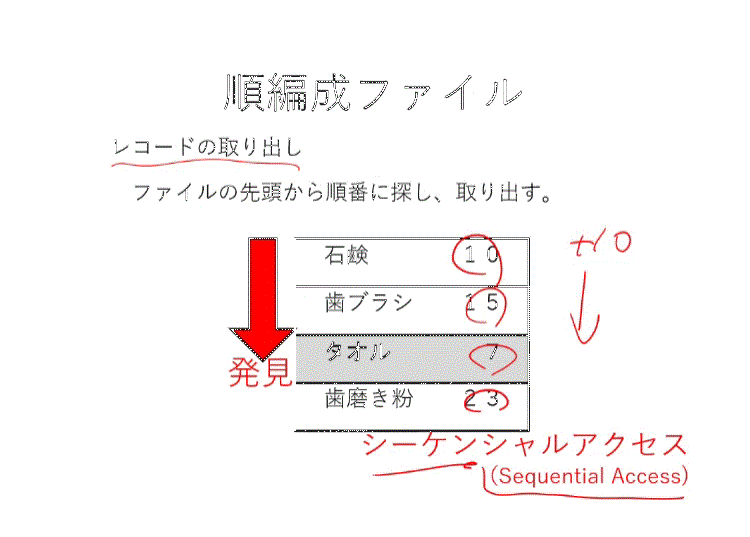 順編成ファイル
レコードの取り出し
ファイルの先頭から順番に探し、取り出す。
石鹸 10
歯ブラシ 15
タオル 7
発見
歯磨き粉 23
シーケンシャルアクセス
(Sequential Access)